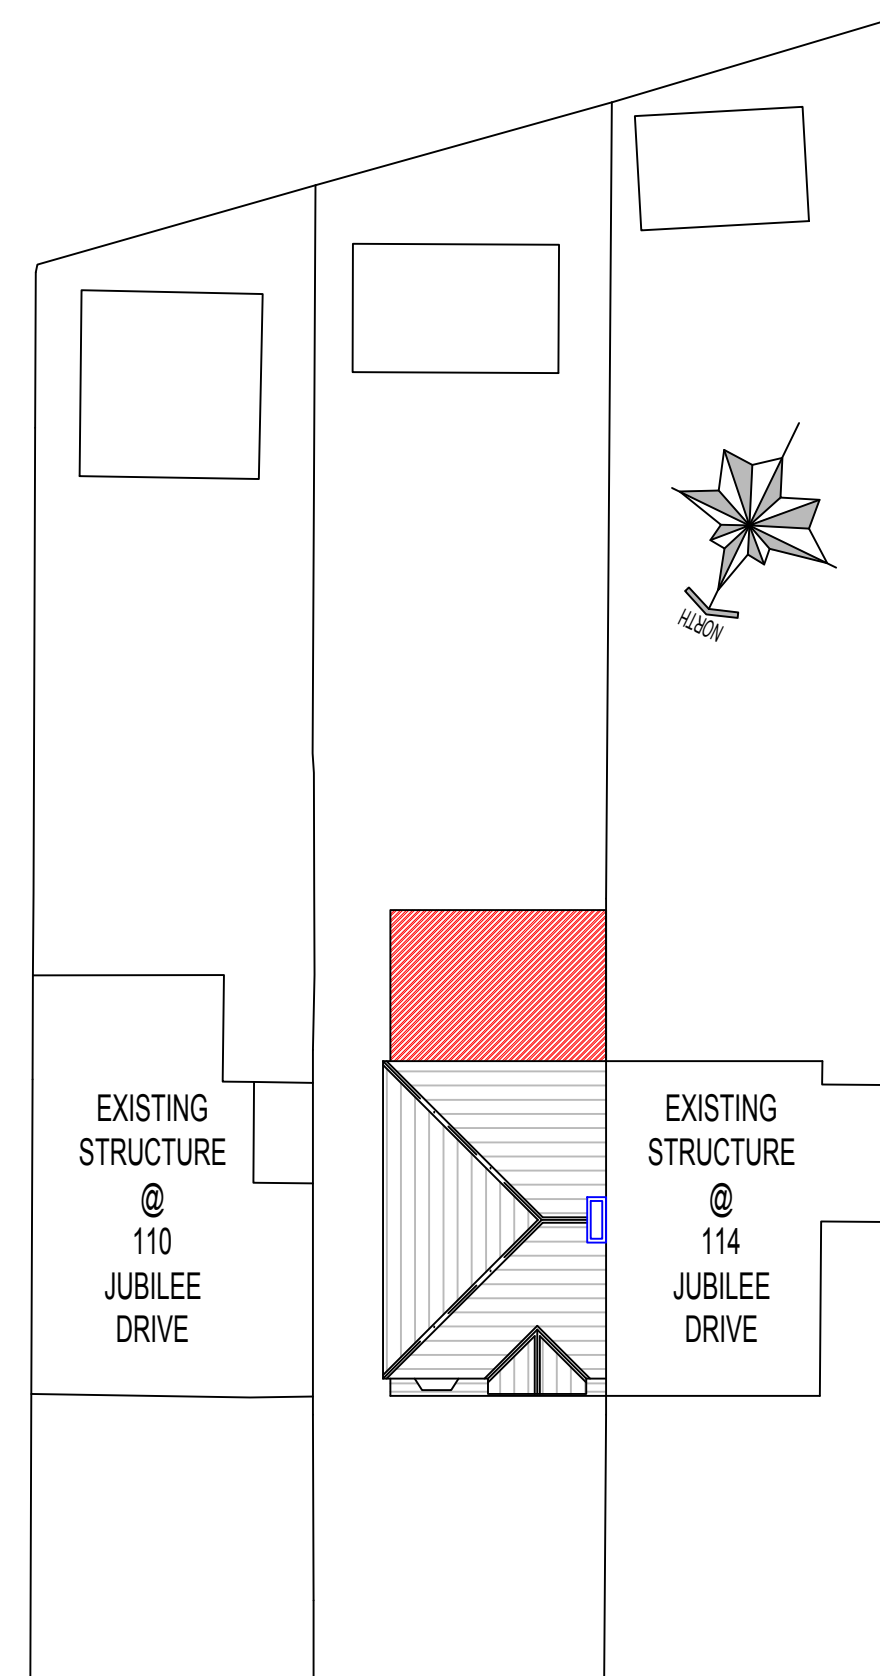 NORTH
EXISTING
STRUCTURE
@
110
JUBILEE
DRIVE
EXISTING
STRUCTURE
@
114
JUBILEE
DRIVE